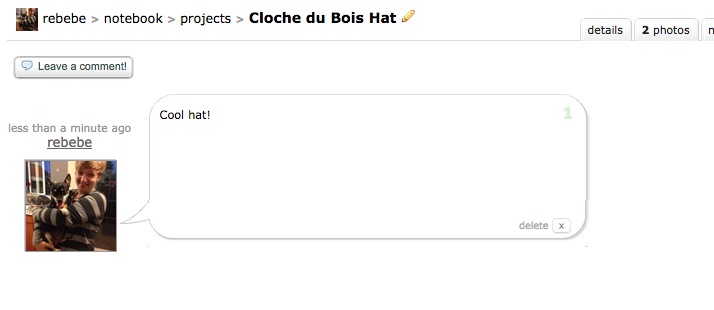 rebebe > notebook > projects > Cloche du Bois Hat
details
2 photos
Leave a comment!
less than a minute ago
rebebe
Cool hat!
1
delete x